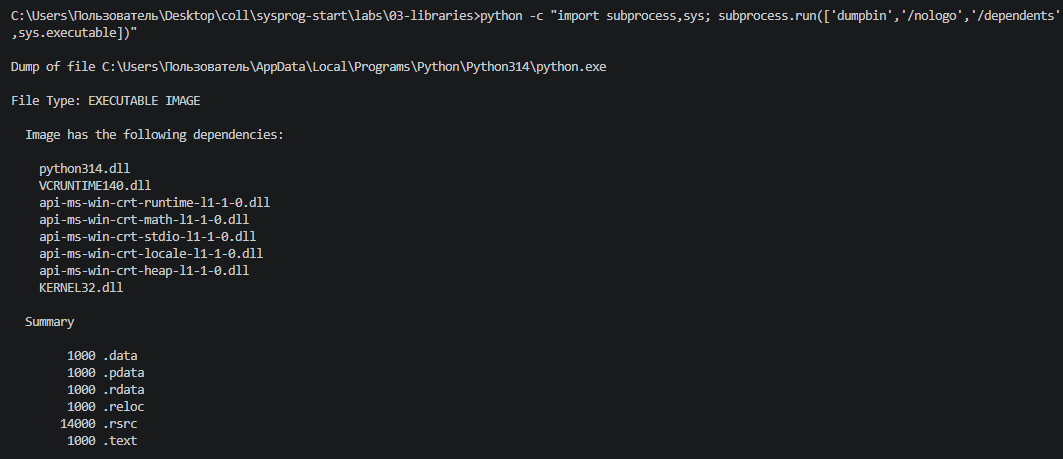 C:\Users\Пользователь\Desktop\coll\sysprog-start\labs\03-libraries>python -c "import subprocess,sys; subprocess.run(['dumpbin','/nologo','/dependents'
,sys.executable])"
Dump of file C:\Users\Пользователь\AppData\Local\Programs\Python\Python314\python.exe
File Type: EXECUTABLE IMAGE
Image has the following dependencies:
python314.dll
VCRUNTIME140.dll
api-ms-win-crt-runtime-l1-1-0.dll
api-ms-win-crt-math-l1-1-0.dll
api-ms-win-crt-stdio-l1-1-0.dll
api-ms-win-crt-locale-l1-1-0.dll
api-ms-win-crt-heap-l1-1-0.dll
KERNEL32.dll
Summary
1000 .data
1000 .pdata
1000 .rdata
1000 .reloc
14000 .rsrc
1000 .text